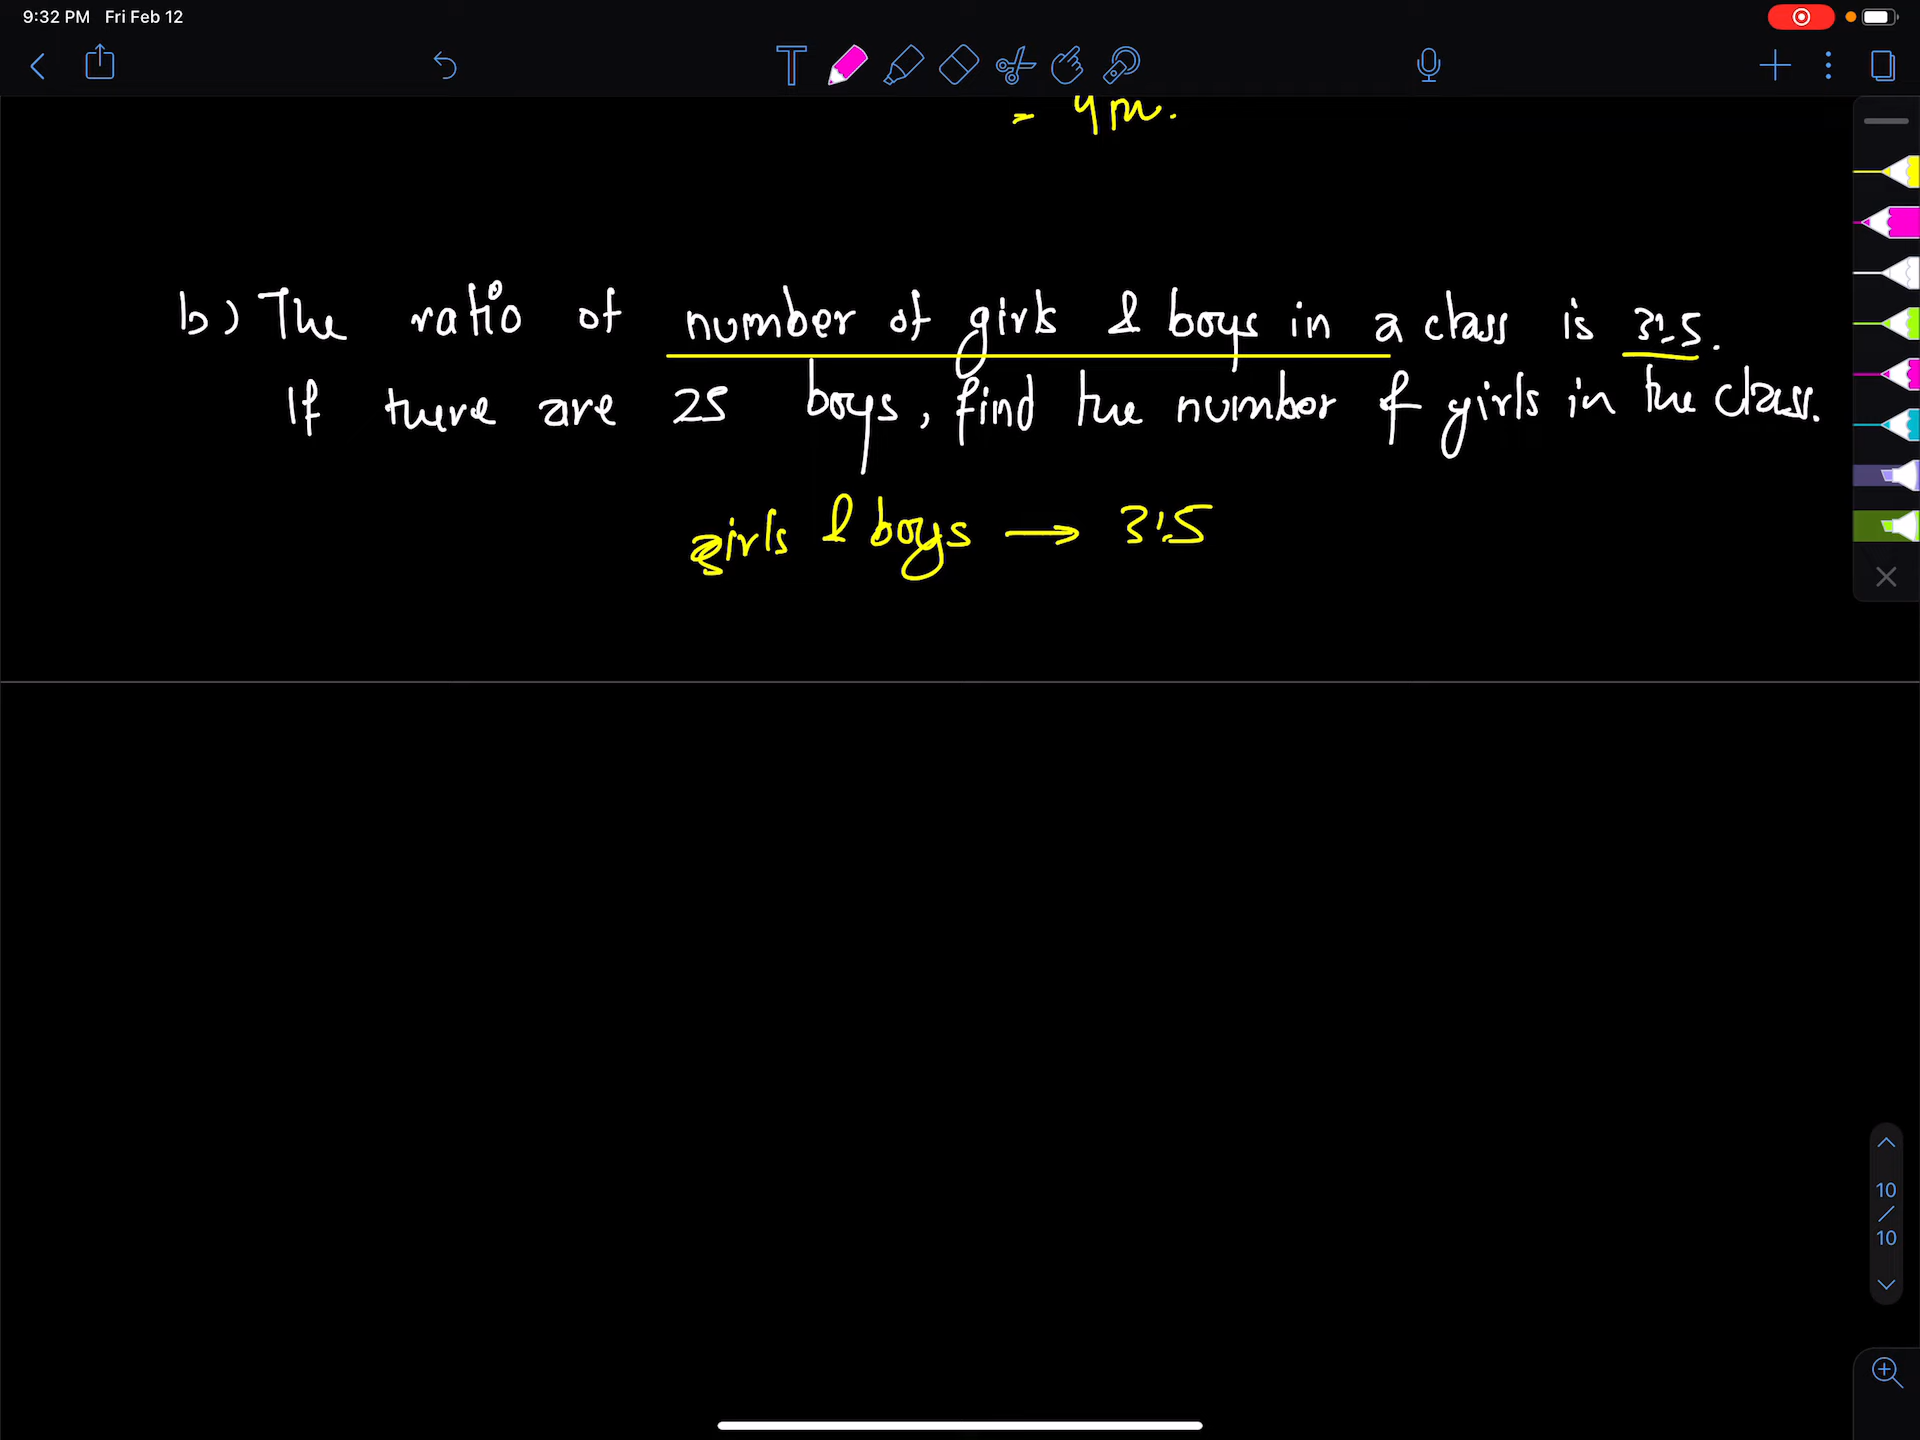 9:32 PM Fri Feb 12
= 4m.
b) The ratio of number of girls & boys in a class is 3:5.
If there are 25 boys, find the number of girls in the class.
girls & boys → 3:5
10
/
10